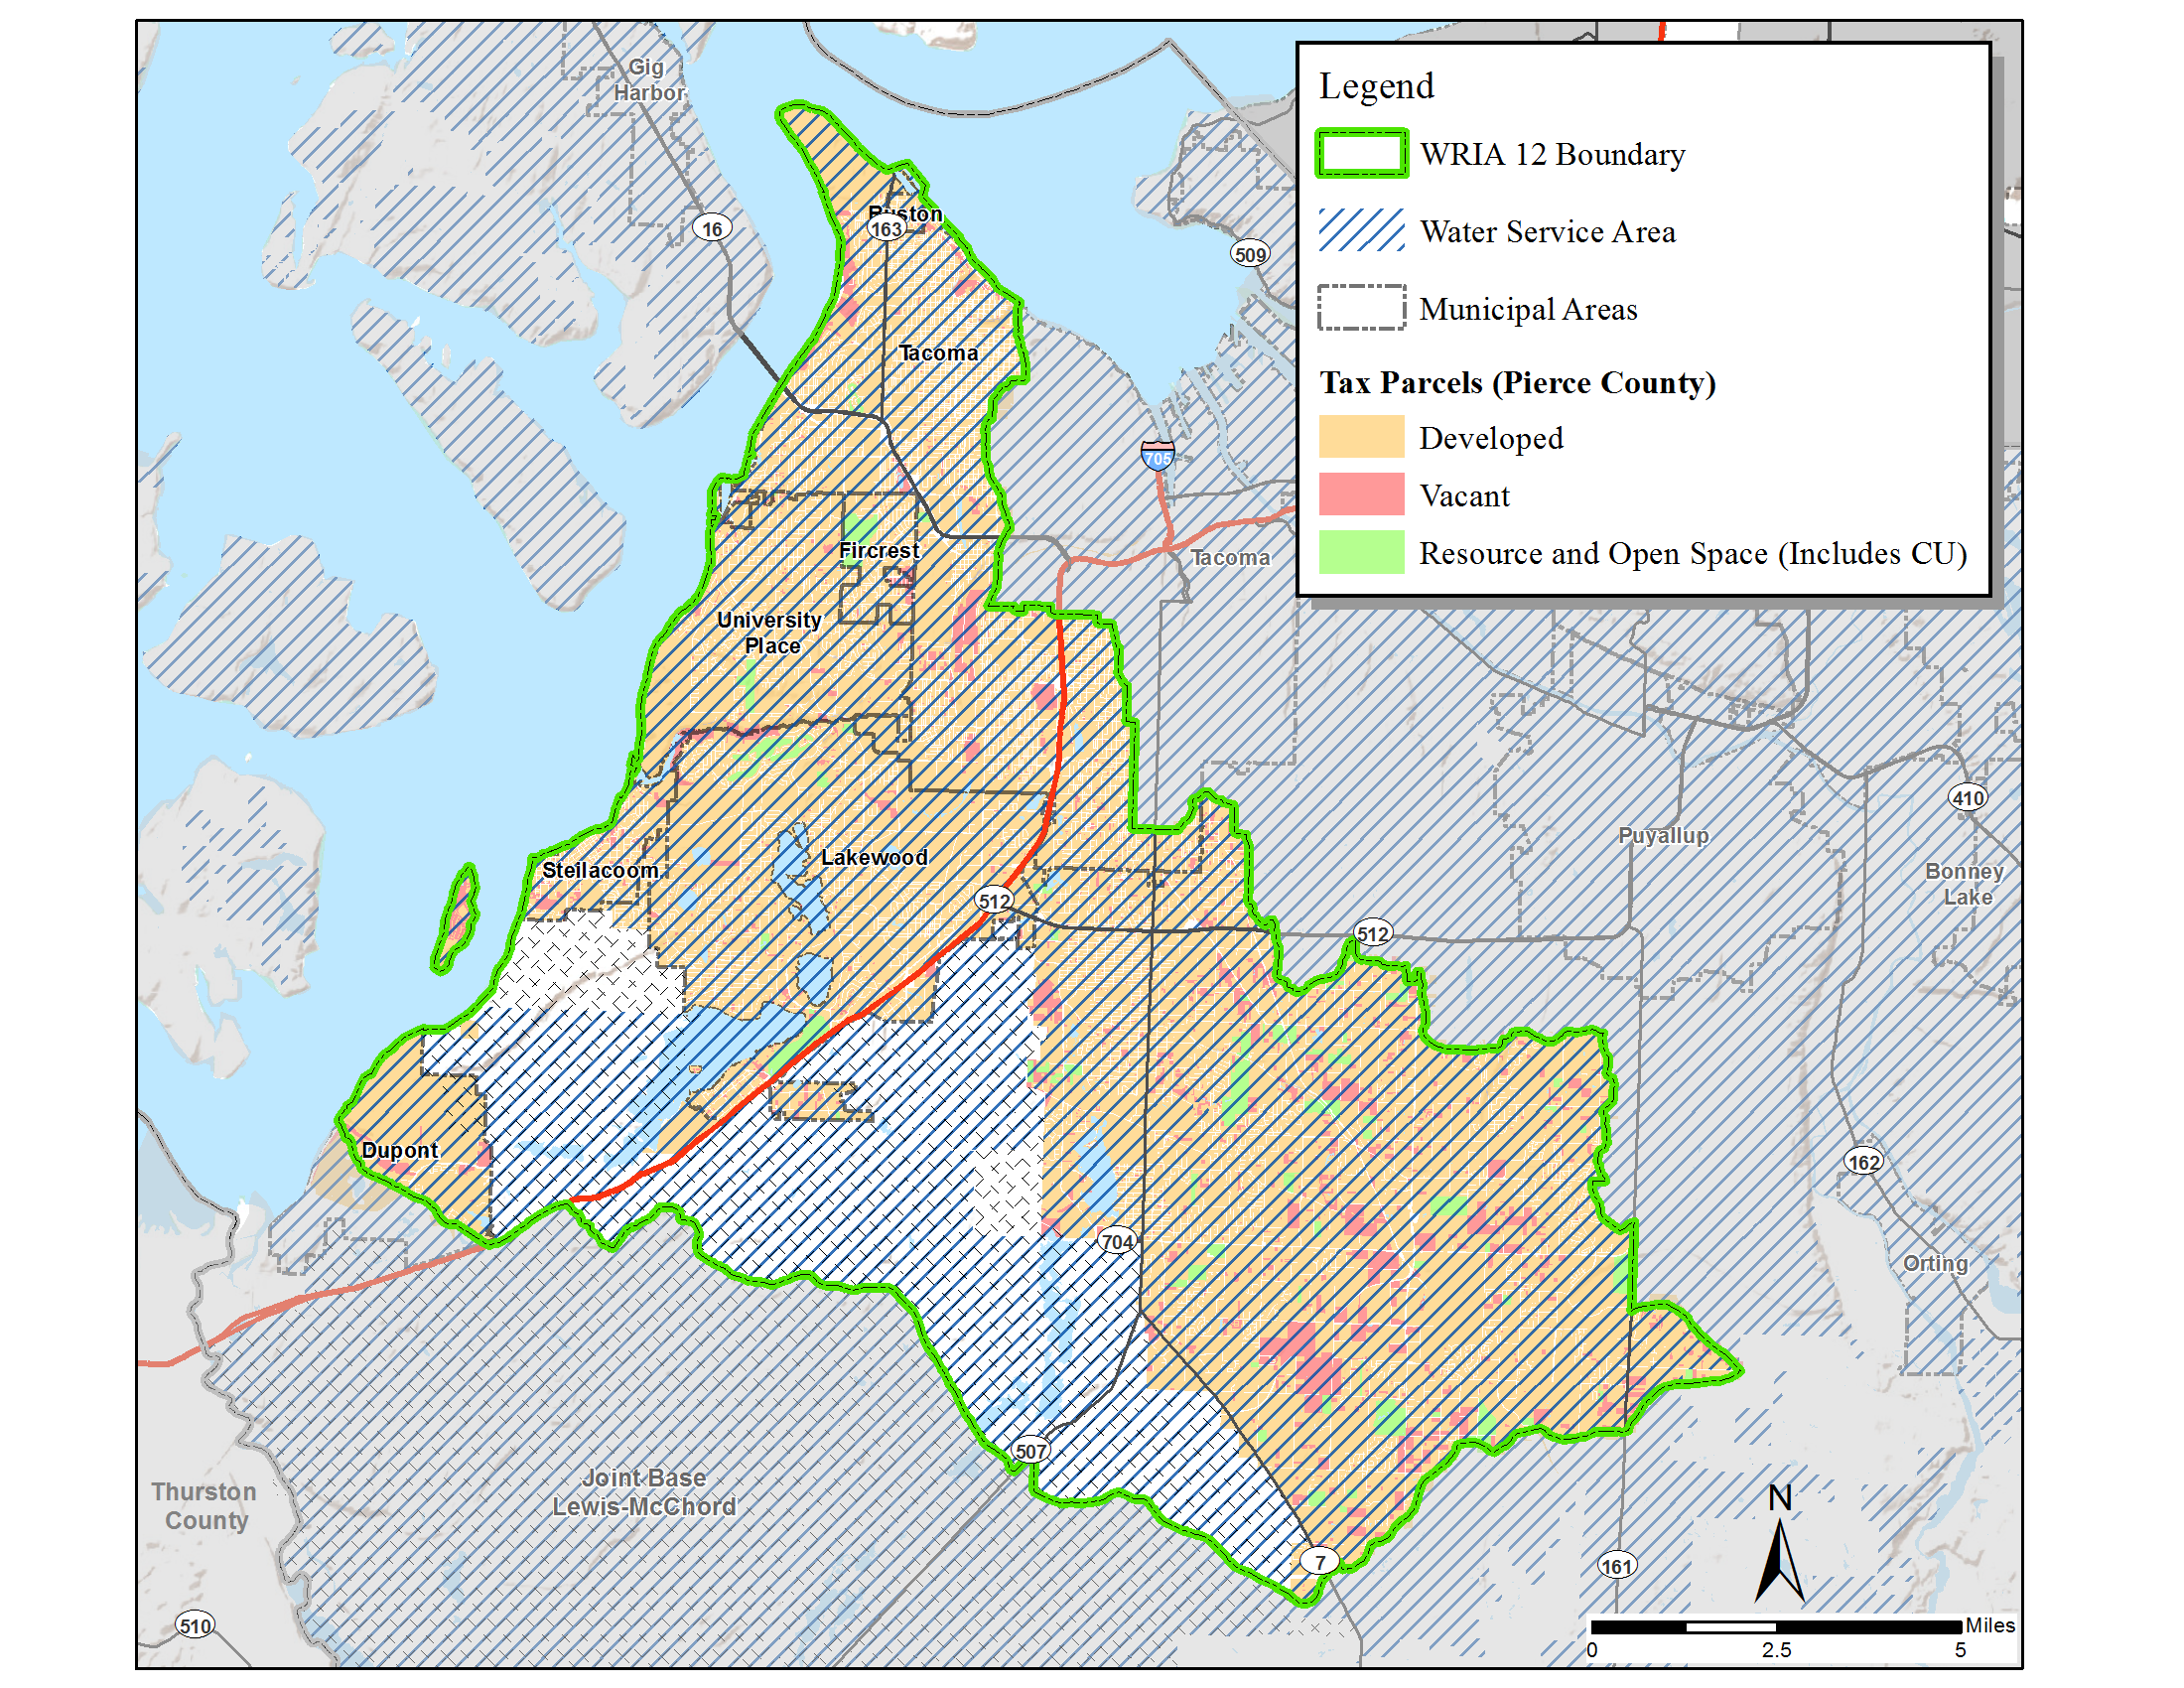 Gig
Harbor
16
Ruston
163
509
Tacoma
705
Tacoma
Fircrest
University
Place
410
Puyallup
Bonney
Lake
Lakewood
Steilacoom
512
512
Dupont
162
704
Orting
507
Joint Base
Lewis-McChord
Thurston
County
7
161
510
Legend
WRIA 12 Boundary
Water Service Area
Municipal Areas
Tax Parcels (Pierce County)
Developed
Vacant
Resource and Open Space (Includes CU)
N
Miles
0 2.5 5